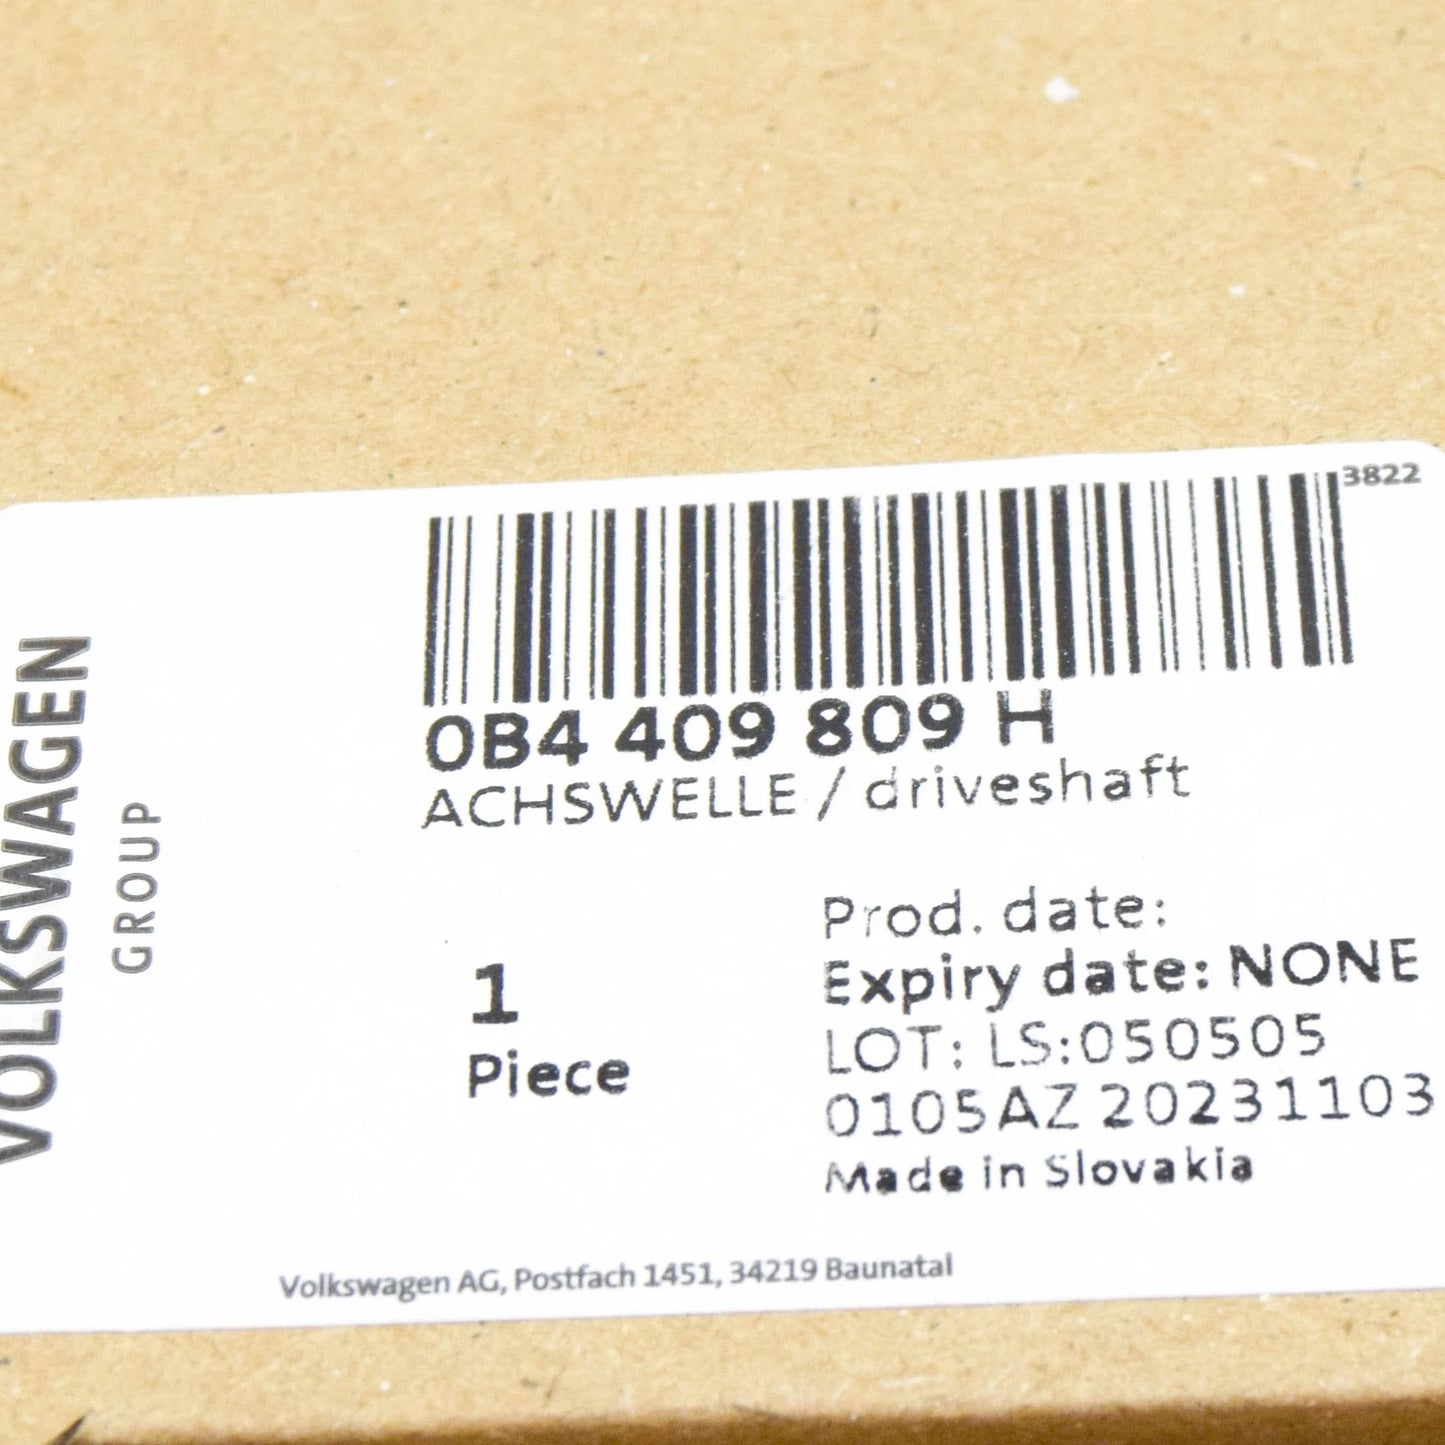 3822
0B4 409 809 H
ACHSWELLE / driveshaft
VOLKSWAGEN
GROUP
1
Piece
Prod. date:
Expiry date: NONE
LOT: LS:050505
0105AZ 20231103
Made in Slovakia
Volkswagen AG, Postfach 1451, 34219 Baunatal